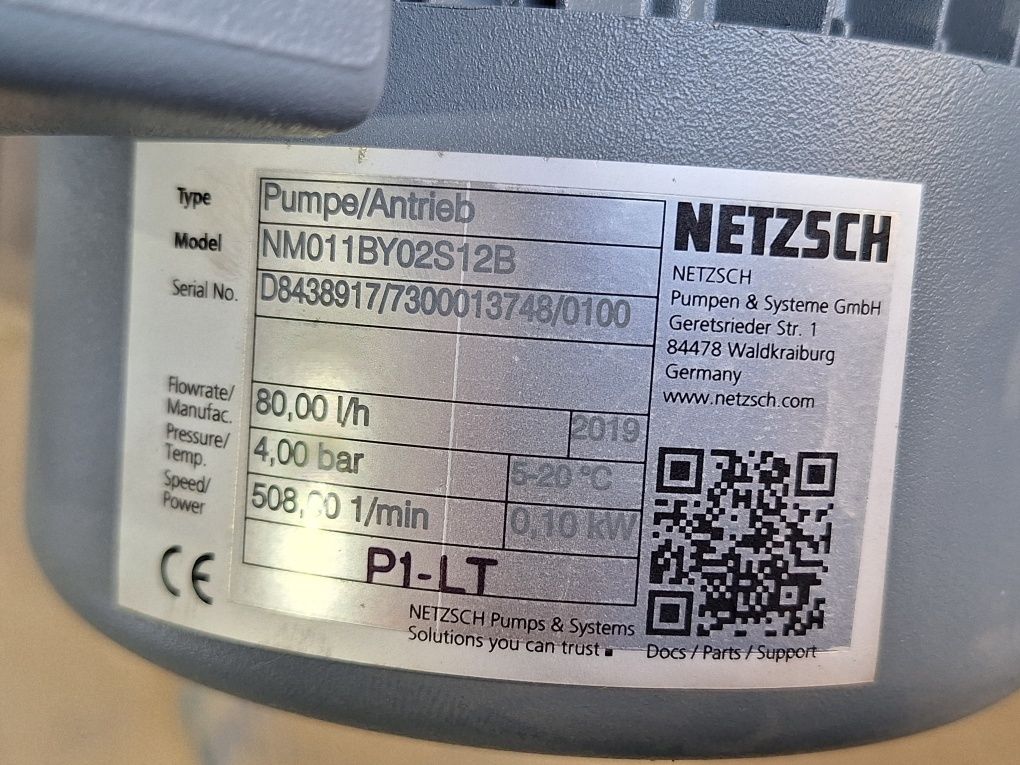 Type Pumpe/Antrieb
Model NM011BY02S12B
Serial No. D8438917/7300013748/0100
Flowrate/ 80,00 l/h 2019
Manufac.
Pressure/ 4,00 bar 5-20 °C
Temp.
Speed/ 508,00 1/min 0,10 kW
Power
P1-LT
CE
NETZSCH Pumps & Systems
Solutions you can trust
NETZSCH
NETZSCH
Pumpen & Systeme GmbH
Geretsrieder Str. 1
84478 Waldkraiburg
Germany
www.netzsch.com
Docs / Parts / Support